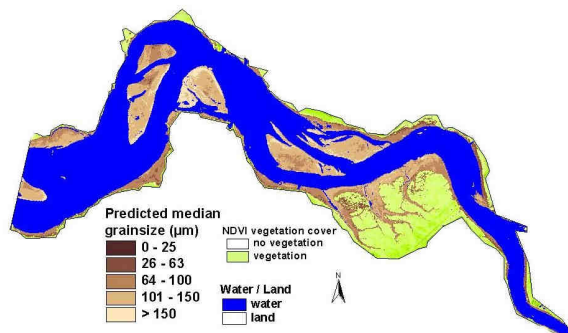 Predicted median
grainsize (µm)
0 - 25
26 - 63
64 - 100
101 - 150
> 150
NDVI vegetation cover
no vegetation
vegetation
Water / Land
water
land
N